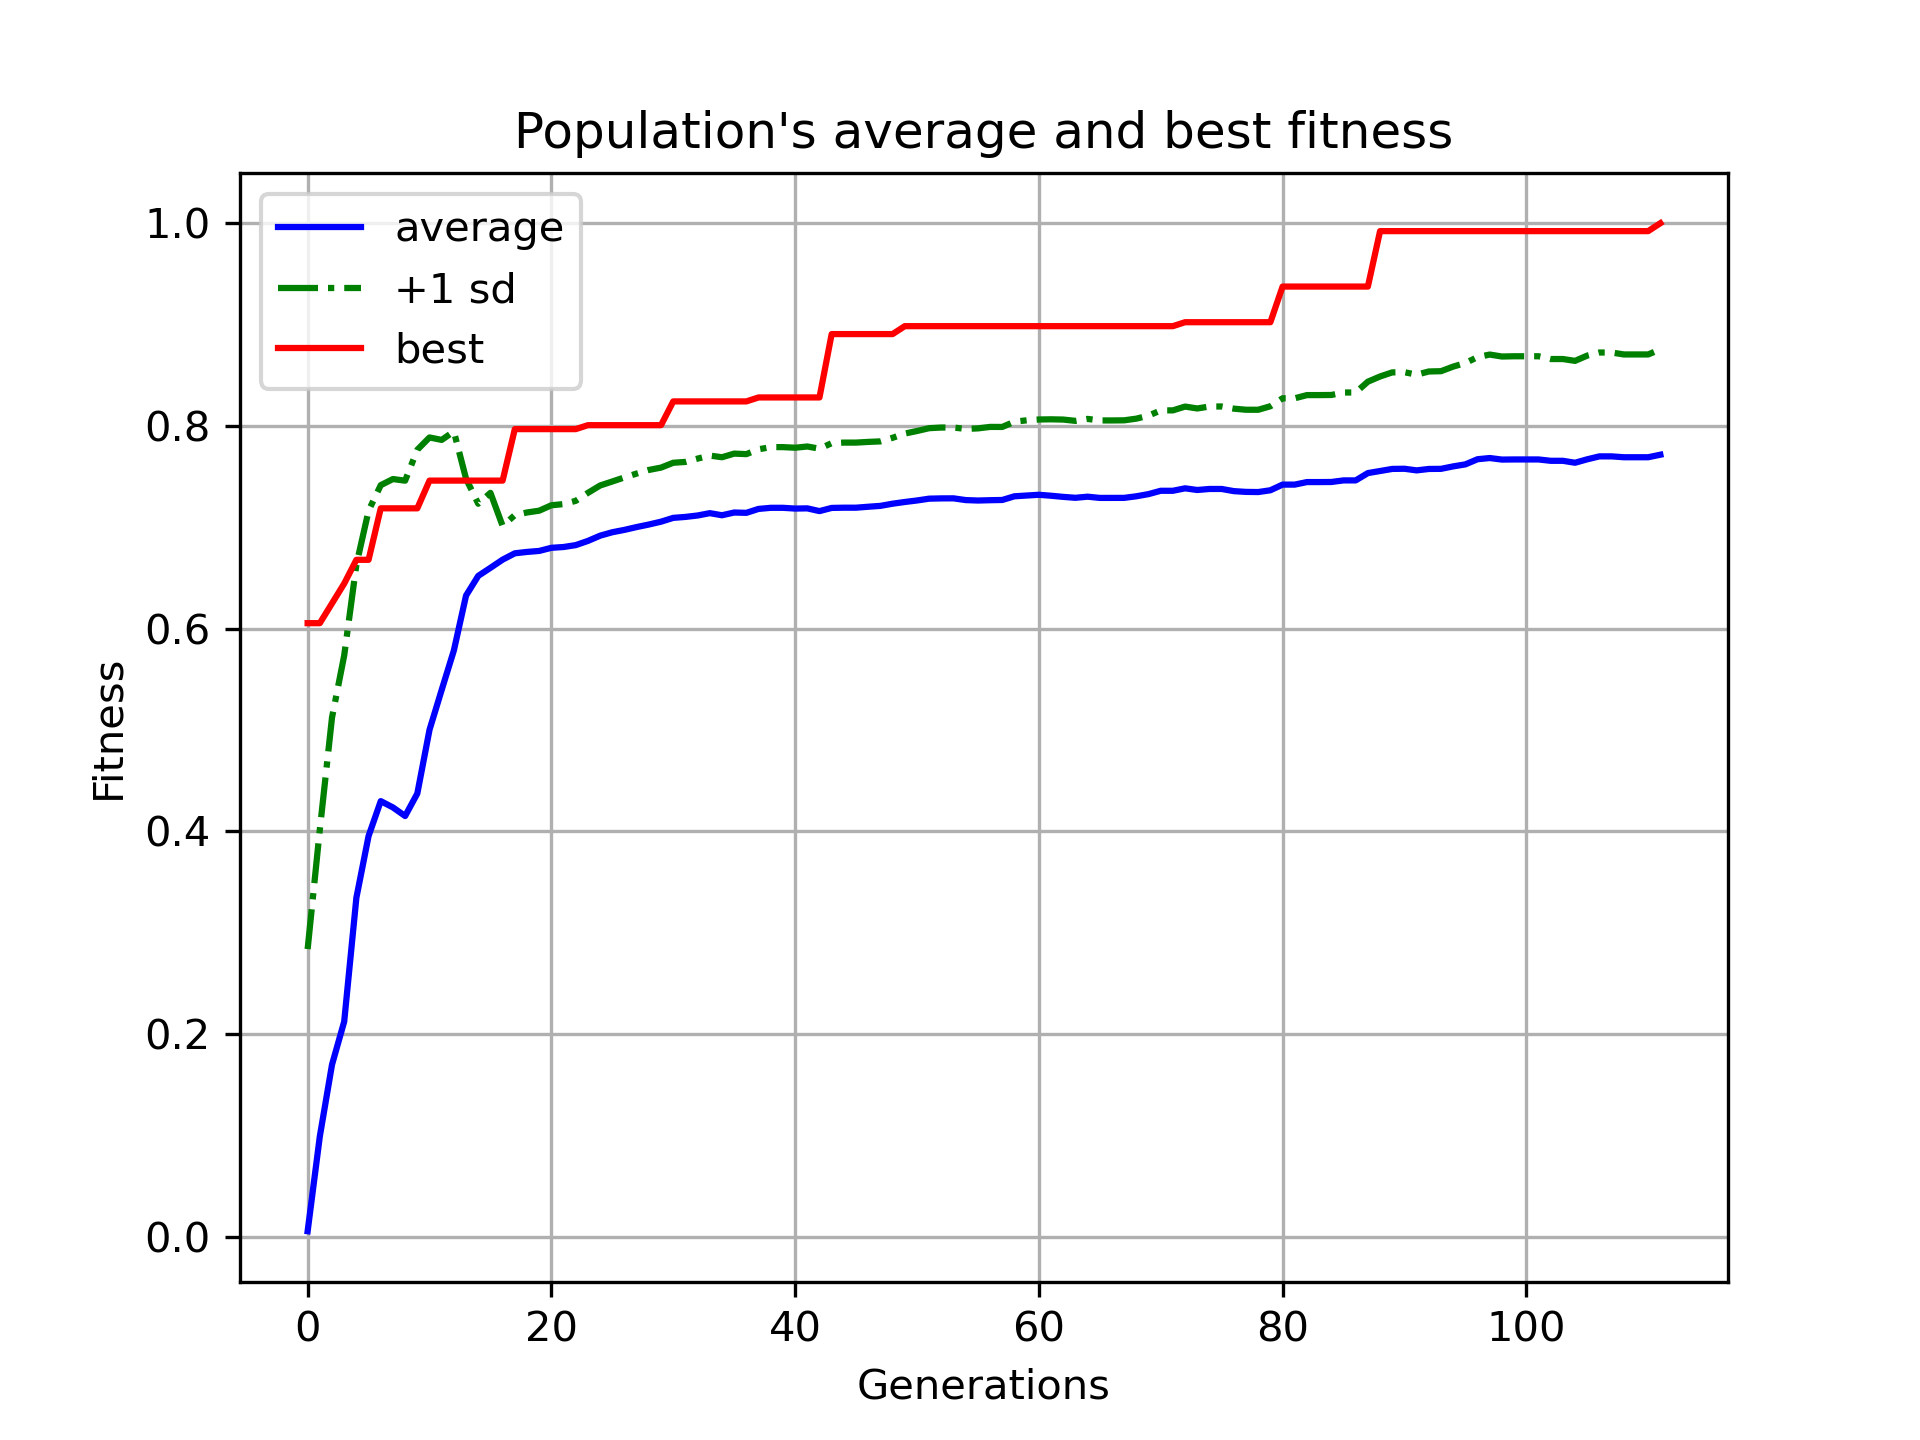 Population's average and best fitness
average
+1 sd
best
1.0
0.8
0.6
0.4
0.2
0.0
Fitness
0 20 40 60 80 100
Generations